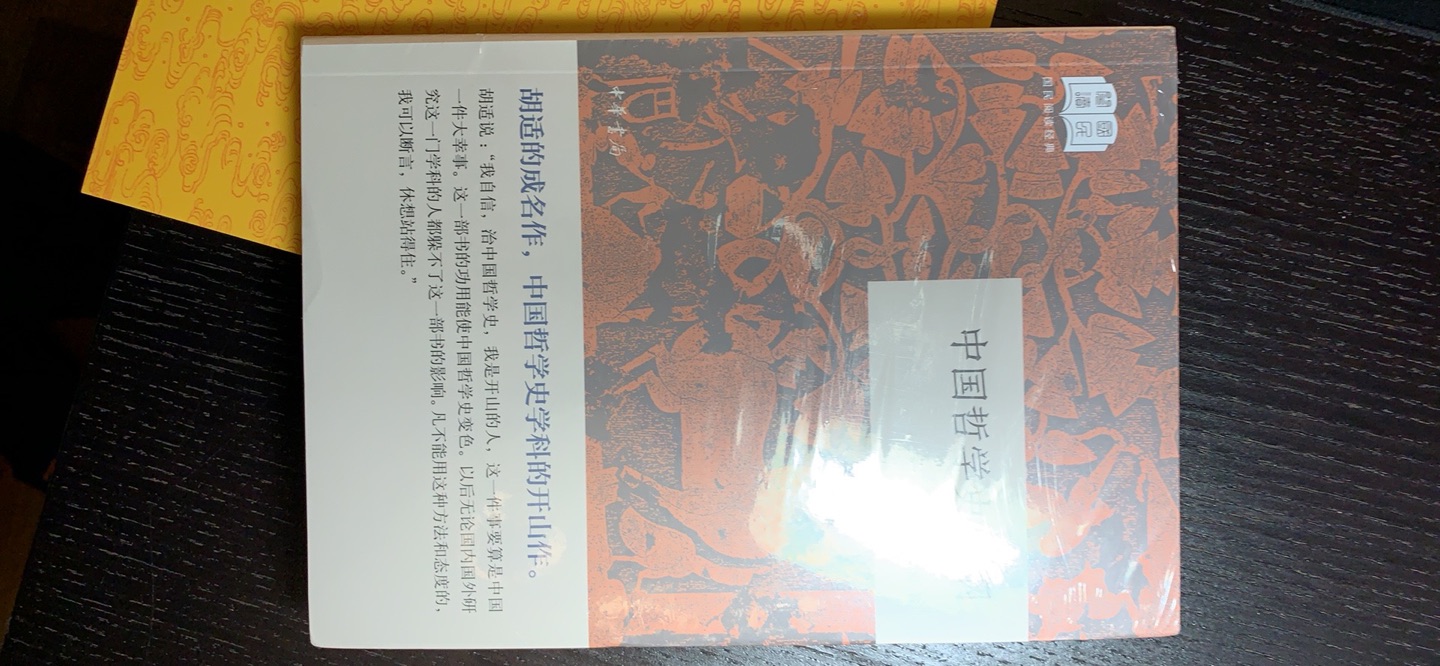 国民阅读经典
中国哲学
中华书局
胡适的成名作，中国哲学史学科的开山作。
胡适说：“我自信，治中国哲学史，我是开山的人，这一件事要算是中国
一件大幸事。这一部书的功用能使中国哲学史变色。以后无论国内国外研
究这一门学科的人都躲不了这一部书的影响。凡不能用这种方法和态度的，
我可以断言，休想站得住。”